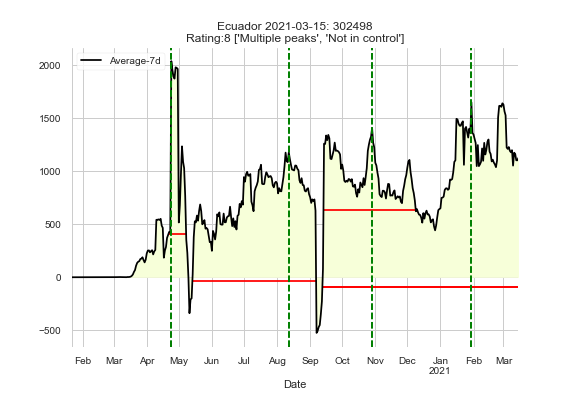 Ecuador 2021-03-15: 302498
Rating:8 ['Multiple peaks', 'Not in control']
Average-7d
2000
1500
1000
500
0
−500
Feb Mar Apr May Jun Jul Aug Sep Oct Nov Dec Jan Feb Mar
2021
Date